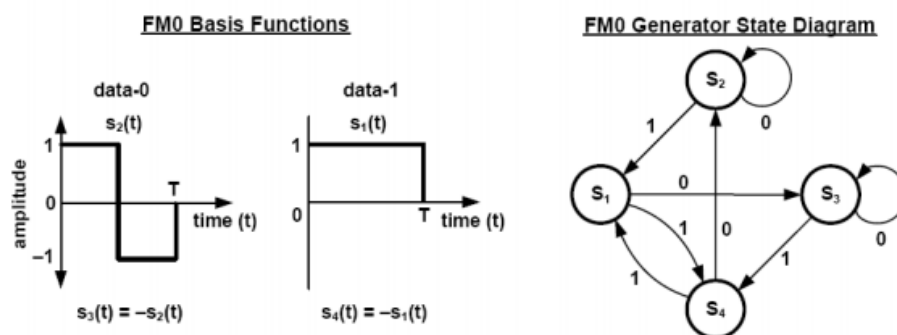 FM0 Basis Functions
data-0
s₂(t)
1
0
–1
amplitude
T
time (t)
s₃(t) = –s₂(t)
data-1
s₁(t)
1
0
T
time (t)
s₄(t) = –s₁(t)
FM0 Generator State Diagram
S₂
0
1
S₁
0
S₃
0
1
0
1
1
S₄